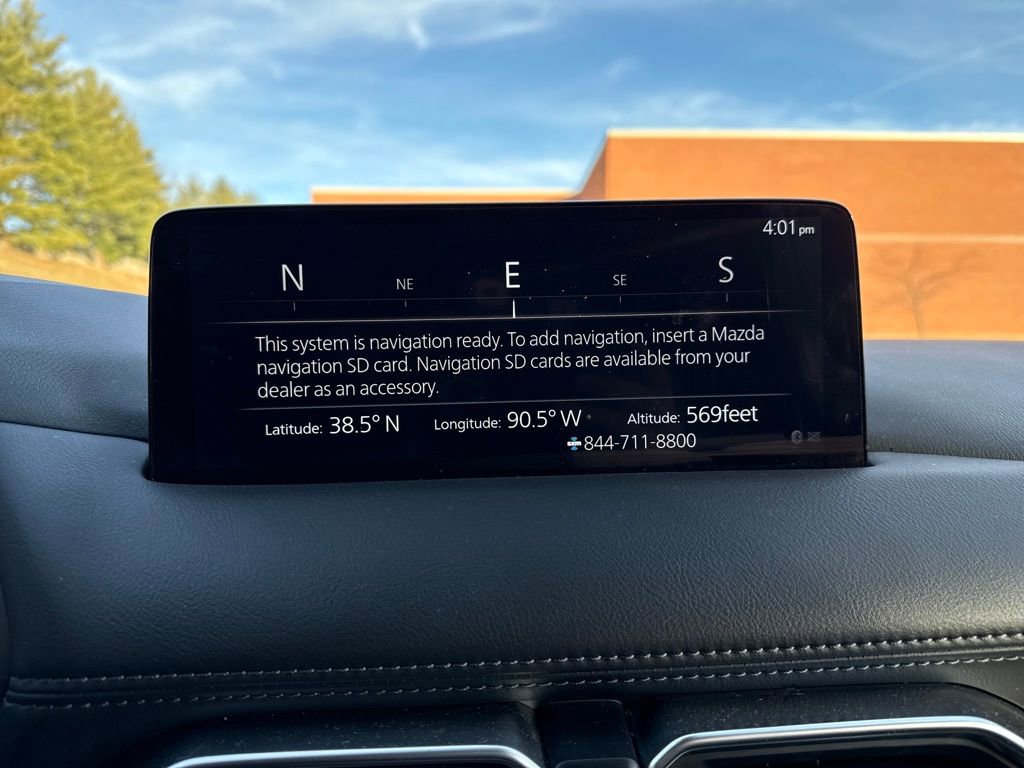 4:01pm
N NE E SE S
This system is navigation ready. To add navigation, insert a Mazda
navigation SD card. Navigation SD cards are available from your
dealer as an accessory.
Latitude: 38.5° N Longitude: 90.5° W Altitude: 569feet
844-711-8800